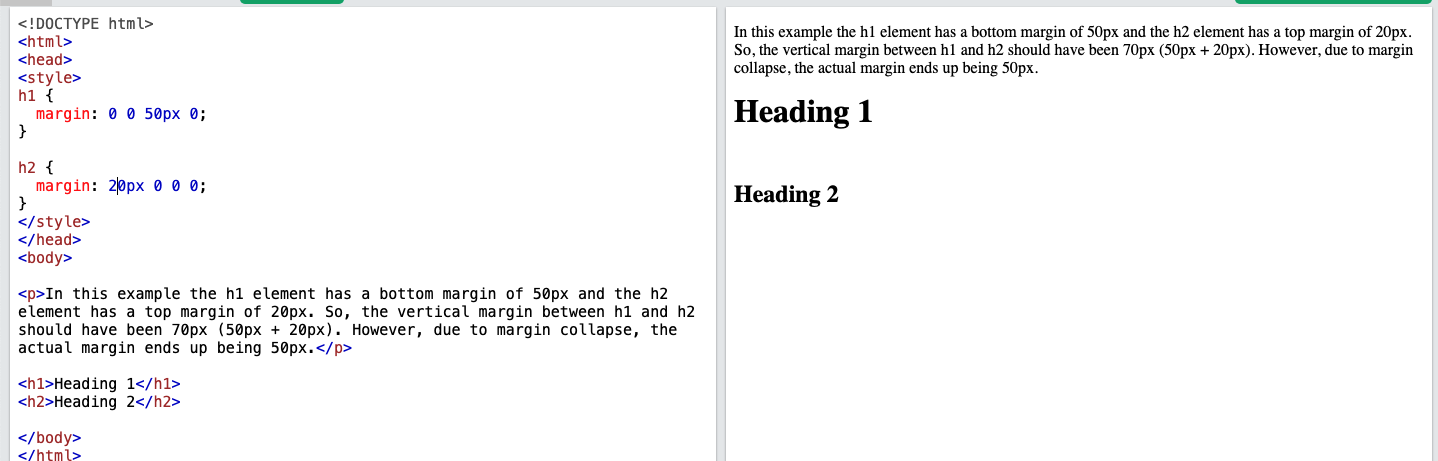 <!DOCTYPE html>
<html>
<head>
<style>
h1 {
  margin: 0 0 50px 0;
}

h2 {
  margin: 20px 0 0 0;
}
</style>
</head>
<body>

<p>In this example the h1 element has a bottom margin of 50px and the h2
element has a top margin of 20px. So, the vertical margin between h1 and h2
should have been 70px (50px + 20px). However, due to margin collapse, the
actual margin ends up being 50px.</p>

<h1>Heading 1</h1>
<h2>Heading 2</h2>

</body>
</html>

In this example the h1 element has a bottom margin of 50px and the h2 element has a top margin of 20px.
So, the vertical margin between h1 and h2 should have been 70px (50px + 20px). However, due to margin
collapse, the actual margin ends up being 50px.
Heading 1
Heading 2